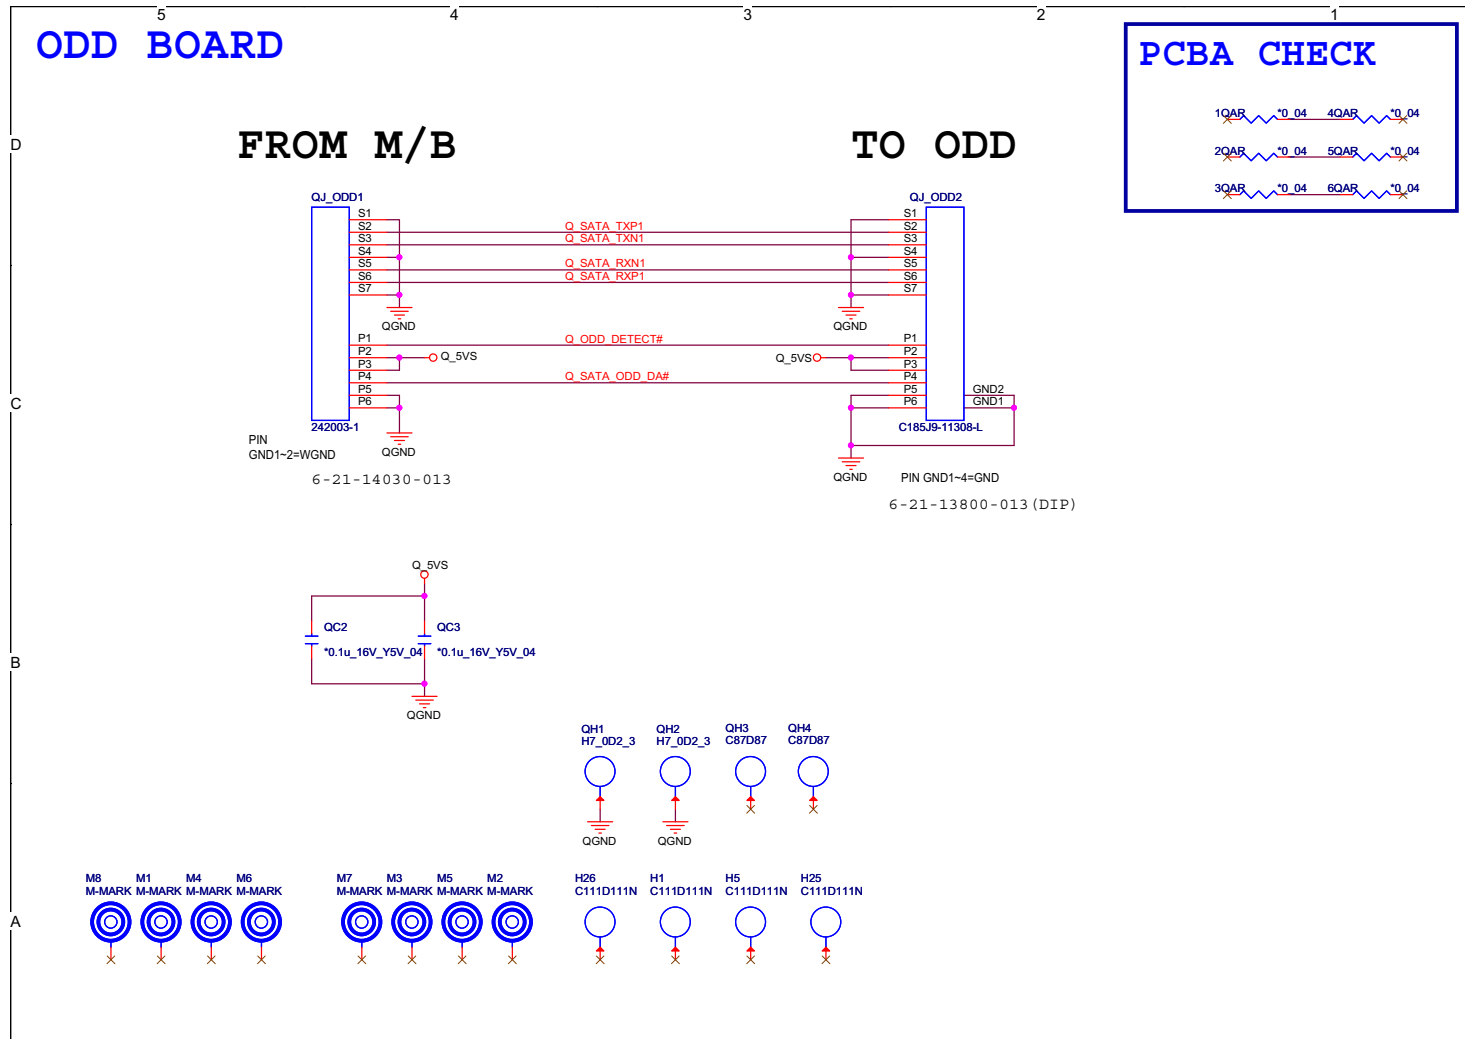 5 4 3 2 1
ODD BOARD
PCBA CHECK
1QAR *0_04 4QAR *0_04
2QAR *0_04 5QAR *0_04
3QAR *0_04 6QAR *0_04
D
FROM M/B
TO ODD
QJ_ODD1
S1
S2
S3
S4
S5
S6
S7
P1
P2
P3
P4
P5
P6
242003-1
QGND
Q_5VS
QGND
PIN
GND1~2=WGND
6-21-14030-013
Q_SATA_TXP1
Q_SATA_TXN1
Q_SATA_RXN1
Q_SATA_RXP1
Q_ODD_DETECT#
Q_SATA_ODD_DA#
QJ_ODD2
S1
S2
S3
S4
S5
S6
S7
P1
P2
P3
P4
P5
P6
GND2
GND1
QGND
Q_5VS
C185J9-11308-L
QGND
PIN GND1~4=GND
6-21-13800-013(DIP)
C
Q_5VS
QC2
*0.1u_16V_Y5V_04
QC3
*0.1u_16V_Y5V_04
QGND
B
QH1
H7_0D2_3
QGND
QH2
H7_0D2_3
QGND
QH3
C87D87
QH4
C87D87
M8
M-MARK
M1
M-MARK
M4
M-MARK
M6
M-MARK
M7
M-MARK
M3
M-MARK
M5
M-MARK
M2
M-MARK
H26
C111D111N
H1
C111D111N
H5
C111D111N
H25
C111D111N
A